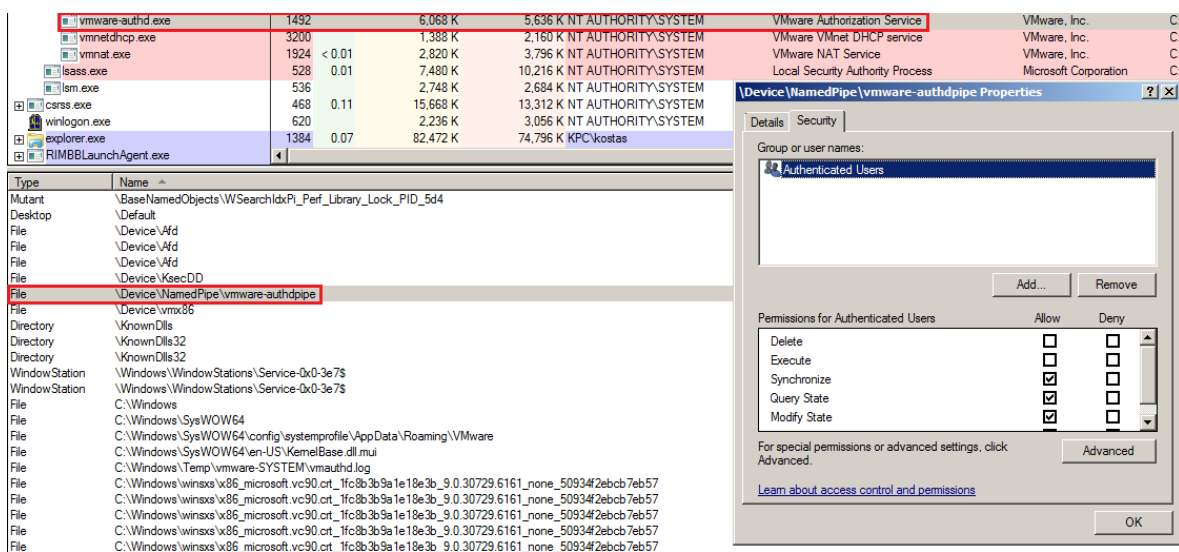 vmware-authd.exe 1492 6,068 K 5,636 K NT AUTHORITY\SYSTEM VMware Authorization Service VMware, Inc. C
vmnetdhcp.exe 3200 1,388 K 2,160 K NT AUTHORITY\SYSTEM VMware VMnet DHCP service VMware, Inc. C
vmnat.exe 1924 < 0.01 2,820 K 3,796 K NT AUTHORITY\SYSTEM VMware NAT Service VMware, Inc. C
lsass.exe 528 0.01 7,480 K 10,216 K NT AUTHORITY\SYSTEM Local Security Authority Process Microsoft Corporation C
lsm.exe 536 2,748 K 2,684 K NT AUTHORITY\SYSTEM
csrss.exe 468 0.11 15,668 K 13,312 K NT AUTHORITY\SYSTEM
winlogon.exe 620 2,236 K 3,056 K NT AUTHORITY\SYSTEM
explorer.exe 1384 0.07 82,472 K 74,796 K KPC\kostas
RIMBBLaunchAgent.exe
Type Name
Mutant \BaseNamedObjects\WSearchIdxPi_Perf_Library_Lock_PID_5d4
Desktop \Default
File \Device\Afd
File \Device\Afd
File \Device\Afd
File \Device\KsecDD
File \Device\NamedPipe\vmware-authdpipe
File \Device\vmx86
Directory \KnownDlls
Directory \KnownDlls32
Directory \KnownDlls32
WindowStation \Windows\WindowStations\Service-0x0-3e7$
WindowStation \Windows\WindowStations\Service-0x0-3e7$
File C:\Windows
File C:\Windows\SysWOW64
File C:\Windows\SysWOW64\config\systemprofile\AppData\Roaming\VMware
File C:\Windows\SysWOW64\en-US\KernelBase.dll.mui
File C:\Windows\Temp\vmware-SYSTEM\vmauthd.log
File C:\Windows\winsxs\x86_microsoft.vc90.crt_1fc8b3b9a1e18e3b_9.0.30729.6161_none_50934f2ebcb7eb57
File C:\Windows\winsxs\x86_microsoft.vc90.crt_1fc8b3b9a1e18e3b_9.0.30729.6161_none_50934f2ebcb7eb57
File C:\Windows\winsxs\x86_microsoft.vc90.crt_1fc8b3b9a1e18e3b_9.0.30729.6161_none_50934f2ebcb7eb57
File C:\Windows\winsxs\x86_microsoft.vc90.crt_1fc8b3b9a1e18e3b_9.0.30729.6161_none_50934f2ebcb7eb57
File C:\Windows\winsxs\x86_microsoft.vc90.crt_1fc8b3b9a1e18e3b_9.0.30729.6161_none_50934f2ebcb7eb57
\Device\NamedPipe\vmware-authdpipe Properties
Details Security
Group or user names:
Authenticated Users
Add... Remove
Permissions for Authenticated Users Allow Deny
Delete
Execute
Synchronize
Query State
Modify State
For special permissions or advanced settings, click
Advanced.
Advanced
Learn about access control and permissions
OK